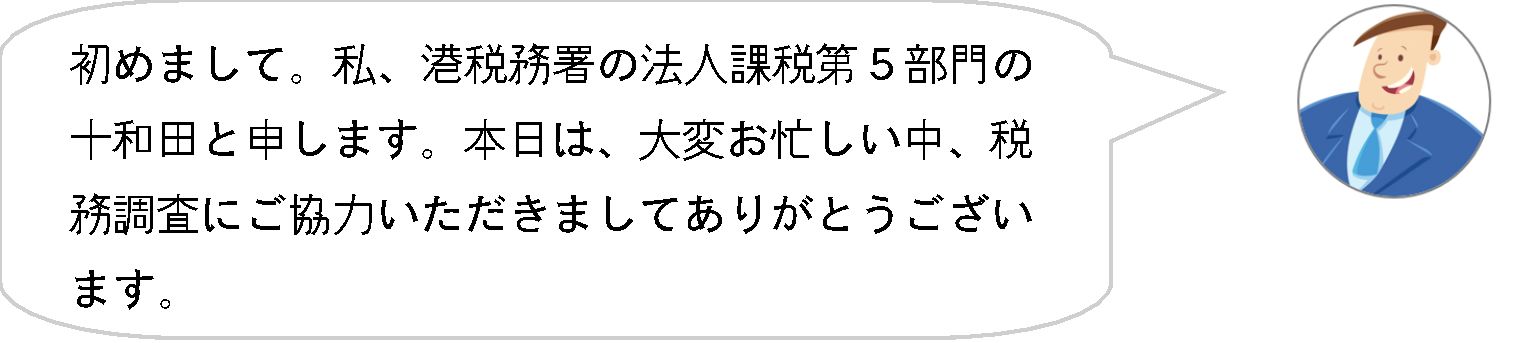 初めまして。私、港税務署の法人課税第５部門の
十和田と申します。本日は、大変お忙しい中、税
務調査にご協力いただきましてありがとうござい
ます。